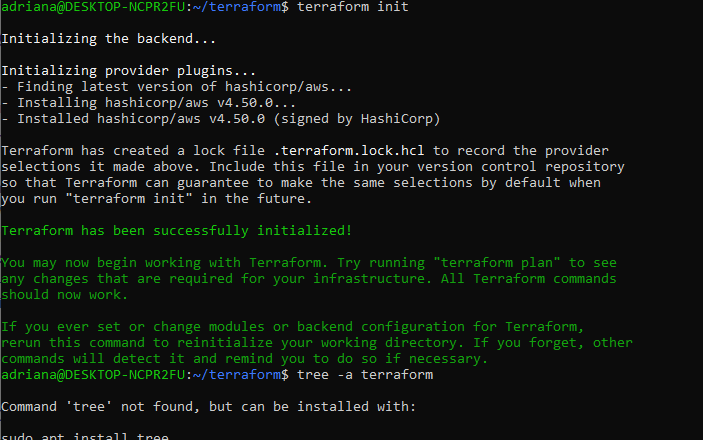 adriana@DESKTOP-NCPR2FU:~/terraform$ terraform init
Initializing the backend...
Initializing provider plugins...
- Finding latest version of hashicorp/aws...
- Installing hashicorp/aws v4.50.0...
- Installed hashicorp/aws v4.50.0 (signed by HashiCorp)
Terraform has created a lock file .terraform.lock.hcl to record the provider
selections it made above. Include this file in your version control repository
so that Terraform can guarantee to make the same selections by default when
you run "terraform init" in the future.
Terraform has been successfully initialized!
You may now begin working with Terraform. Try running "terraform plan" to see
any changes that are required for your infrastructure. All Terraform commands
should now work.
If you ever set or change modules or backend configuration for Terraform,
rerun this command to reinitialize your working directory. If you forget, other
commands will detect it and remind you to do so if necessary.
adriana@DESKTOP-NCPR2FU:~/terraform$ tree -a terraform
Command 'tree' not found, but can be installed with:
sudo apt install tree